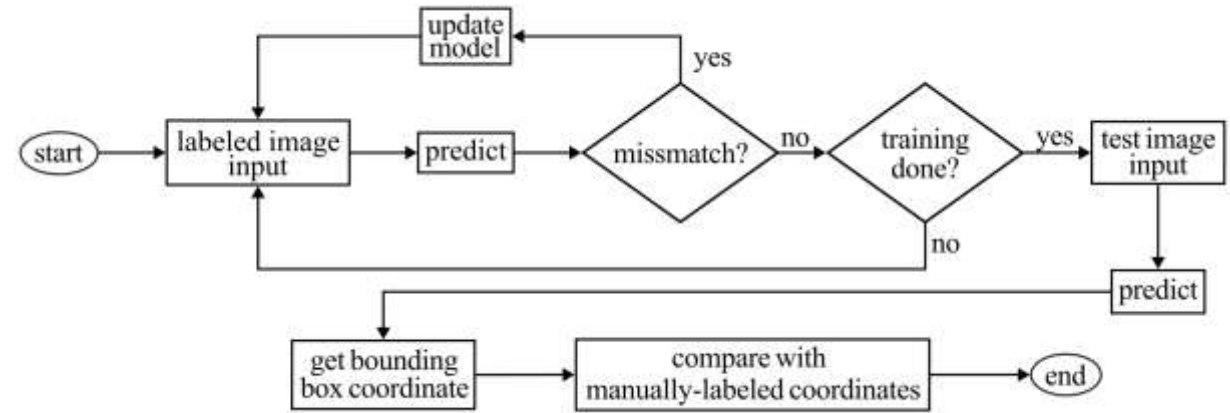 update
model
yes
start
labeled image
input
predict
missmatch?
no
training
done?
yes
test image
input
no
predict
get bounding
box coordinate
compare with
manually-labeled coordinates
end